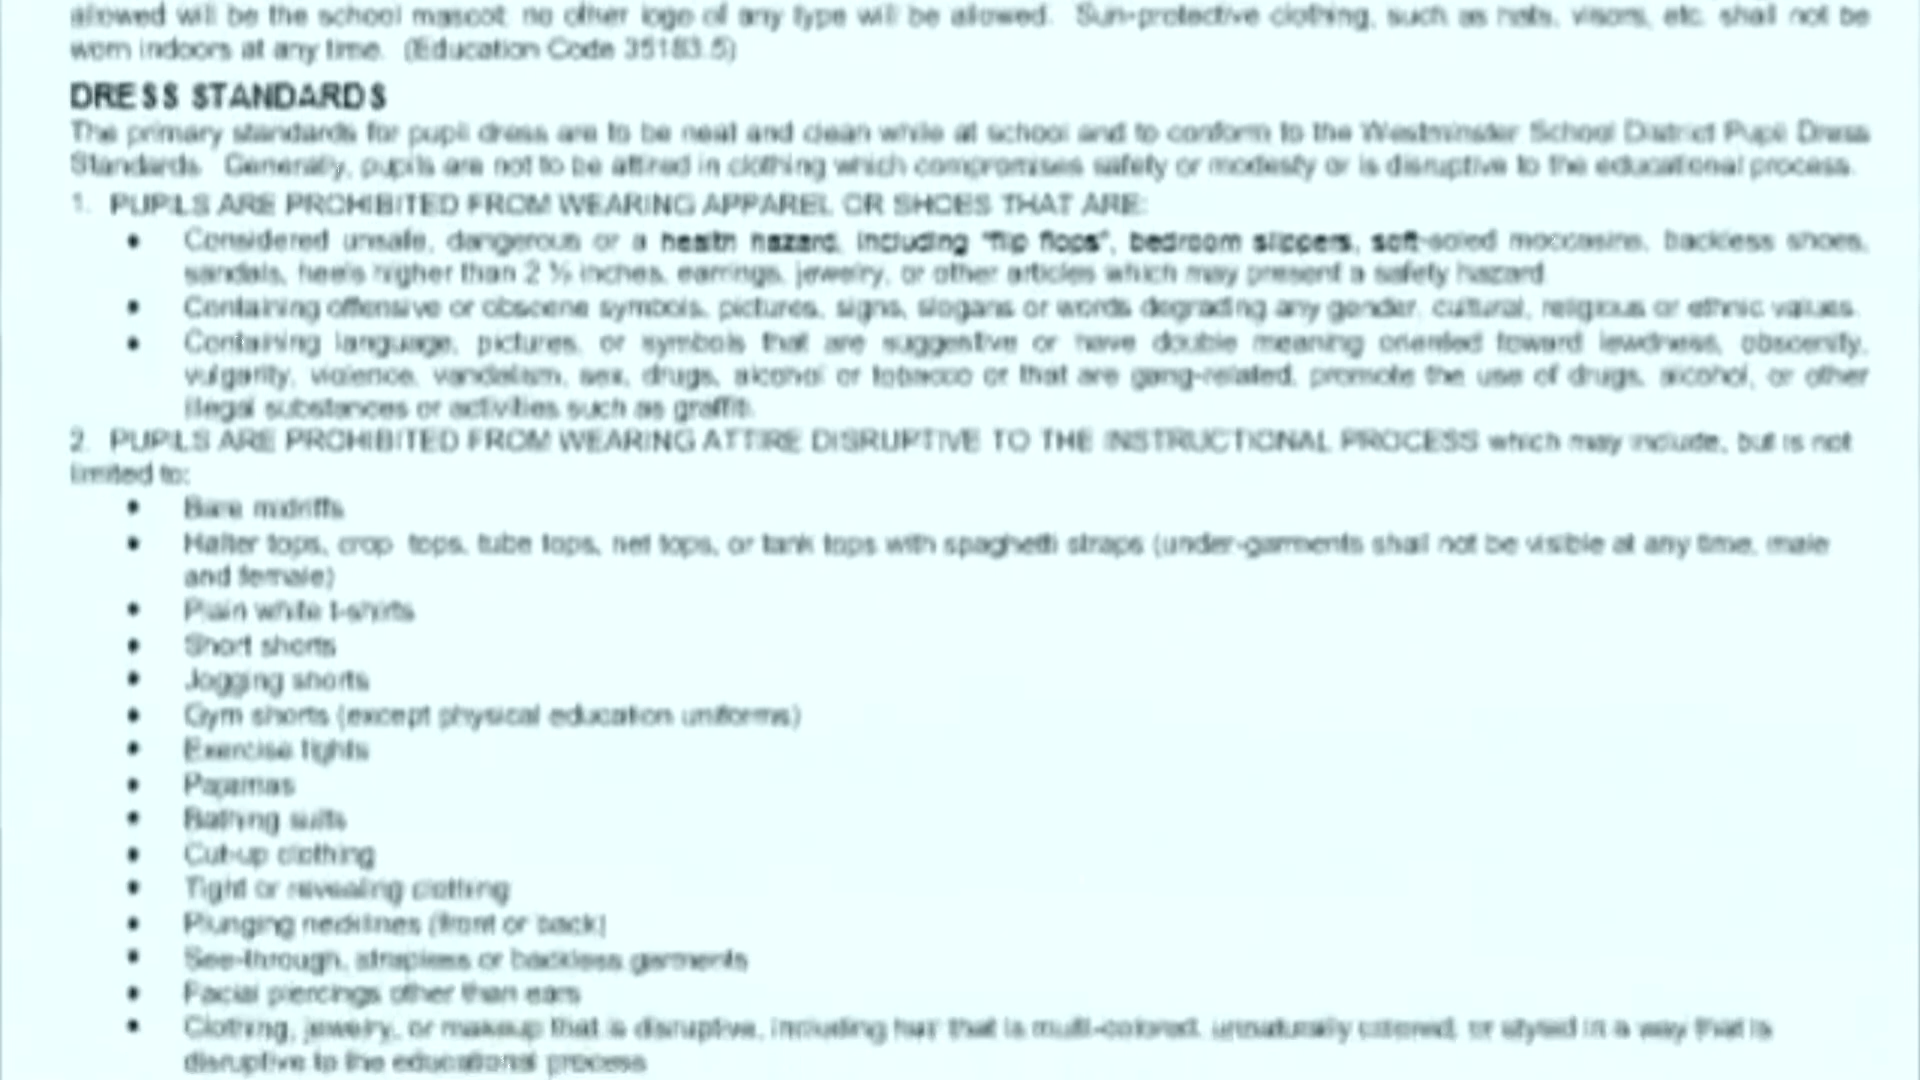 allowed will be the school mascot no other logo of any type will be allowed. Sun-protective clothing, such as hats, visors, etc. shall not be
worn indoors at any time. (Education Code 35183.5)
DRESS STANDARDS
The primary standards for pupil dress are to be neat and clean while at school and to conform to the Westminster School District Pupil Dress
Standards. Generally, pupils are not to be attired in clothing which compromises safety or modesty or is disruptive to the educational process.
1. PUPILS ARE PROHIBITED FROM WEARING APPAREL OR SHOES THAT ARE:
• Considered unsafe, dangerous or a health hazard, including "flip flops", bedroom slippers, soft-soled moccasins, backless shoes,
sandals, heels higher than 2 ½ inches, earrings, jewelry, or other articles which may present a safety hazard
• Containing offensive or obscene symbols, pictures, signs, slogans or words degrading any gender, cultural, religious or ethnic values.
• Containing language, pictures, or symbols that are suggestive or have double meaning oriented toward lewdness, obscenity,
vulgarity, violence, vandalism, sex, drugs, alcohol or tobacco or that are gang-related, promote the use of drugs, alcohol, or other
illegal substances or activities such as graffiti.
2. PUPILS ARE PROHIBITED FROM WEARING ATTIRE DISRUPTIVE TO THE INSTRUCTIONAL PROCESS which may include, but is not
limited to:
• Bare midriffs
• Halter tops, crop tops, tube tops, net tops, or tank tops with spaghetti straps (under-garments shall not be visible at any time, male
and female)
• Plain white t-shirts
• Short shorts
• Jogging shorts
• Gym shorts (except physical education uniforms)
• Exercise tights
• Pajamas
• Bathing suits
• Cut-up clothing
• Tight or revealing clothing
• Plunging necklines (front or back)
• See-through, strapless or backless garments
• Facial piercings other than ears
• Clothing, jewelry, or makeup that is disruptive, including hair that is multi-colored, unnaturally colored, or styled in a way that is
disruptive to the educational process